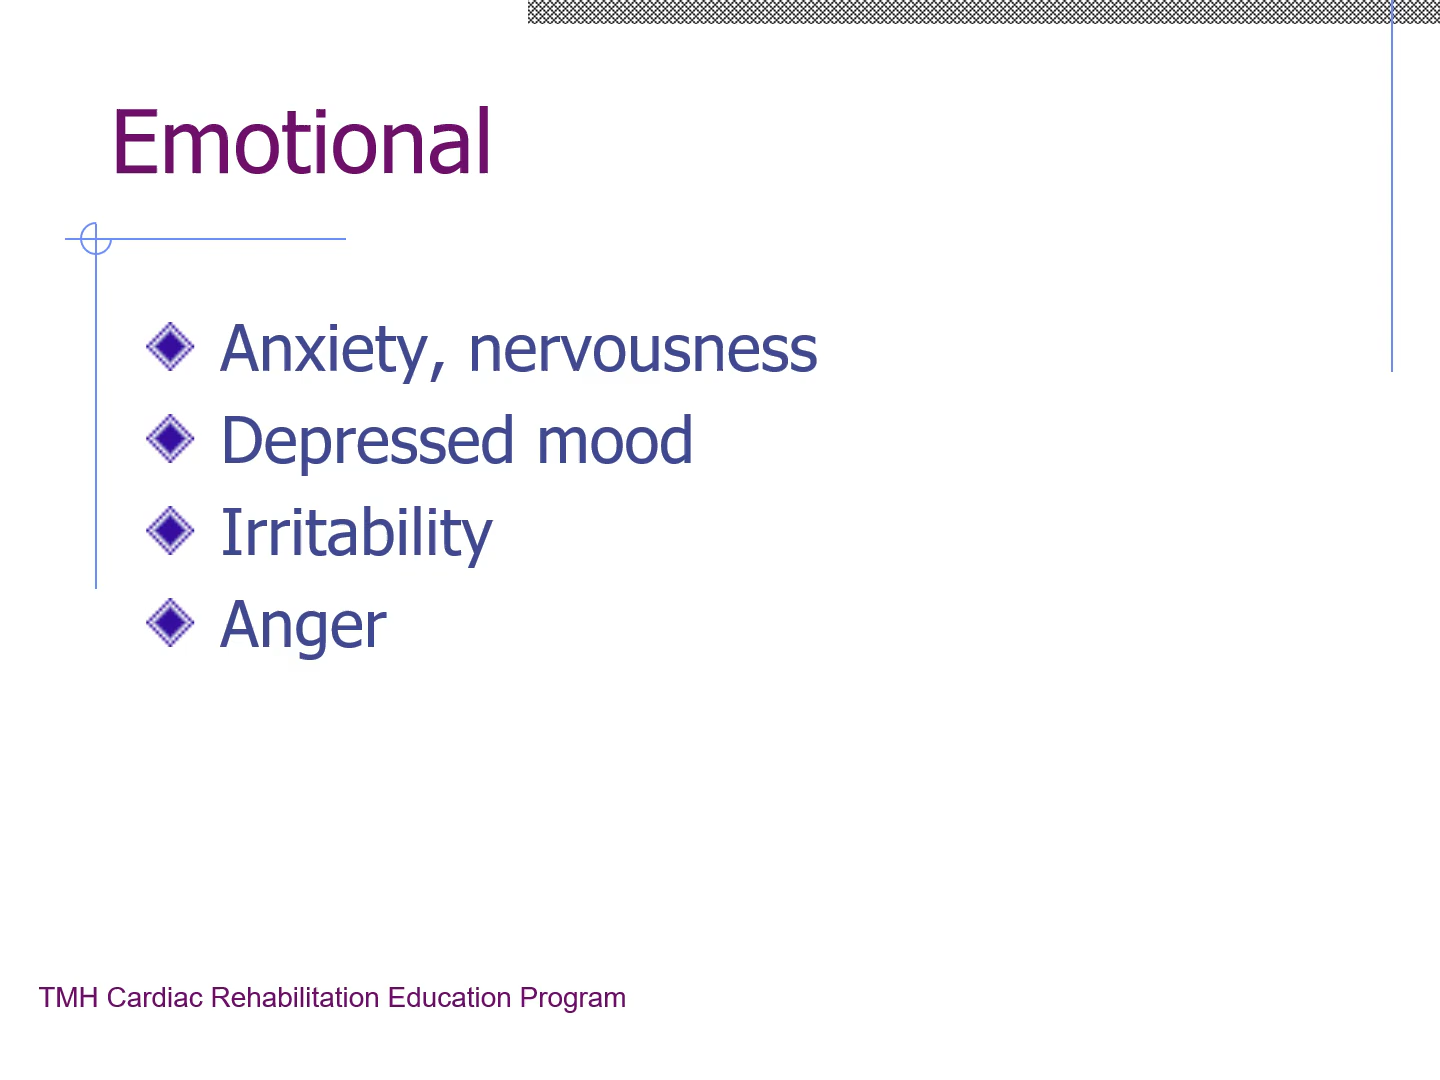 Emotional
Anxiety, nervousness
Depressed mood
Irritability
Anger
TMH Cardiac Rehabilitation Education Program